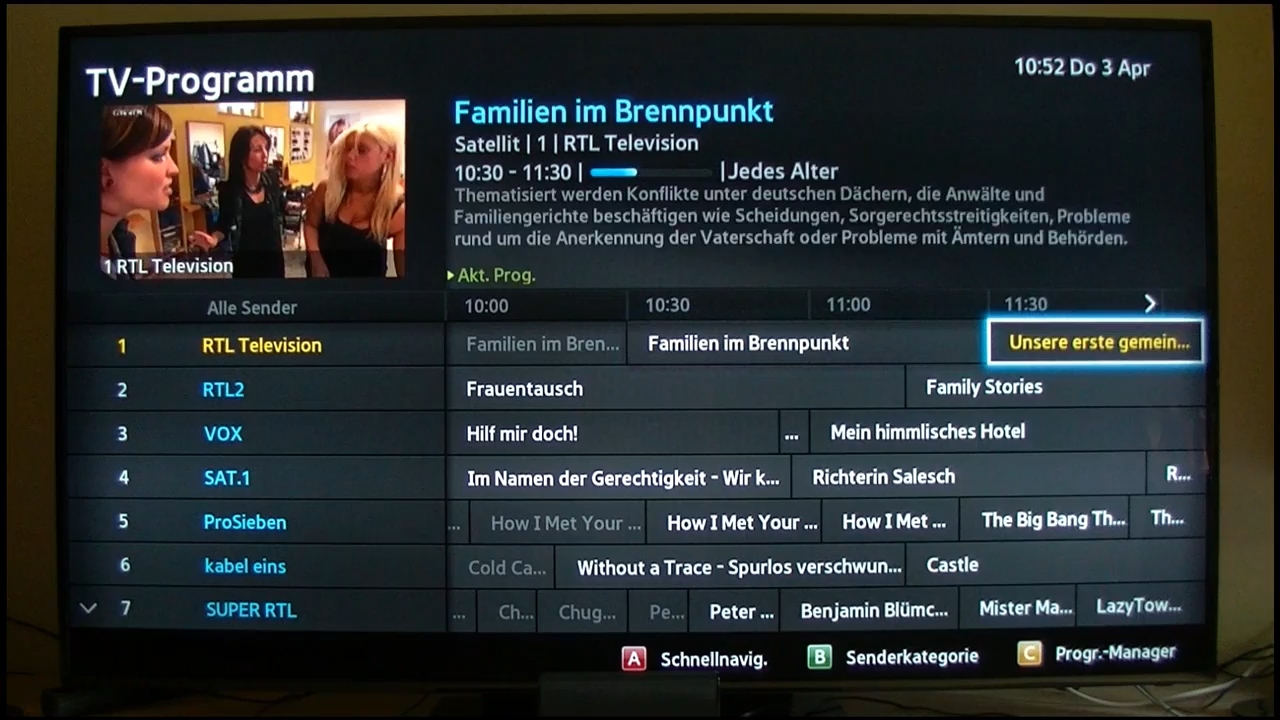 TV-Programm
10:52 Do 3 Apr
Familien im Brennpunkt
Satellit | 1 | RTL Television
10:30 - 11:30 | |Jedes Alter
Thematisiert werden Konflikte unter deutschen Dächern, die Anwälte und
Familiengerichte beschäftigen wie Scheidungen, Sorgerechtsstreitigkeiten, Probleme
rund um die Anerkennung der Vaterschaft oder Probleme mit Ämtern und Behörden.
1 RTL Television
Akt. Prog.
Alle Sender 10:00 10:30 11:00 11:30
1 RTL Television Familien im Bren... Familien im Brennpunkt Unsere erste gemein...
2 RTL2 Frauentausch Family Stories
3 VOX Hilf mir doch! ... Mein himmlisches Hotel
4 SAT.1 Im Namen der Gerechtigkeit - Wir k... Richterin Salesch R...
5 ProSieben ... How I Met Your ... How I Met Your ... How I Met ... The Big Bang Th... Th...
6 kabel eins Cold Ca... Without a Trace - Spurlos verschwun... Castle
7 SUPER RTL ... Ch... Chug... Pe... Peter ... Benjamin Blümc... Mister Ma... LazyTow...
A Schnellnavig. B Senderkategorie C Progr.-Manager